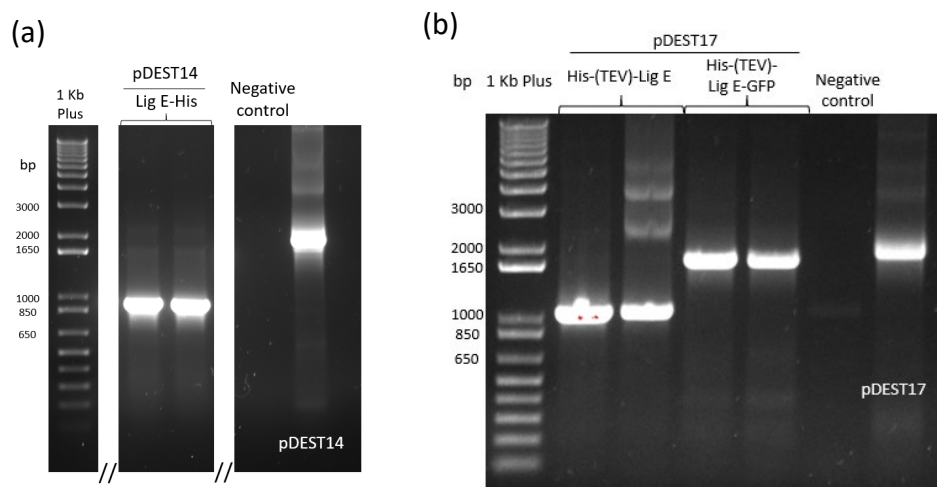 (a)
pDEST14
1 Kb
Plus
Lig E-His
Negative
control
bp
3000
2000
1650
1000
850
650
pDEST14
//
//
(b)
pDEST17
bp
1 Kb Plus
His-(TEV)-Lig E
His-(TEV)-
Lig E-GFP
Negative
control
3000
2000
1650
1000
850
650
pDEST17